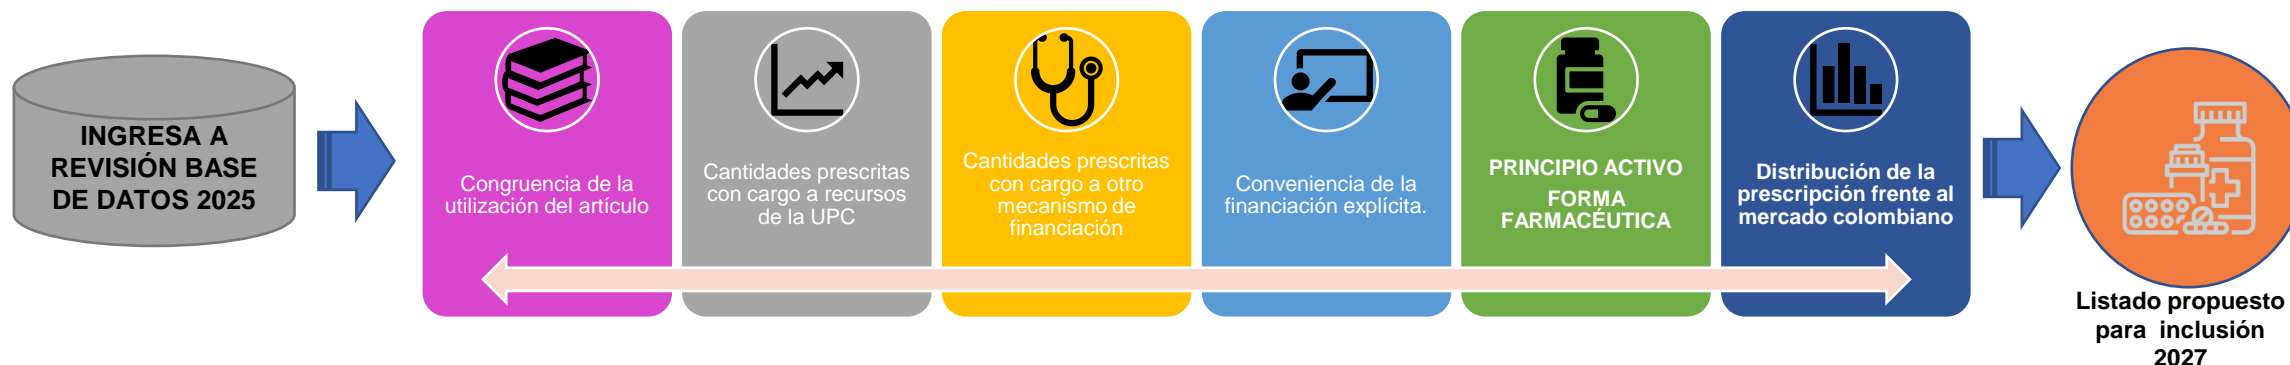 INGRESA A
REVISIÓN BASE
DE DATOS 2025
Congruencia de la
utilización del artículo
Cantidades prescritas
con cargo a recursos
de la UPC
Cantidades prescritas
con cargo a otro
mecanismo de
financiación
Conveniencia de la
financiación explícita.
PRINCIPIO ACTIVO
FORMA
FARMACÉUTICA
Distribución de la
prescripción frente al
mercado colombiano
Listado propuesto
para inclusión
2027